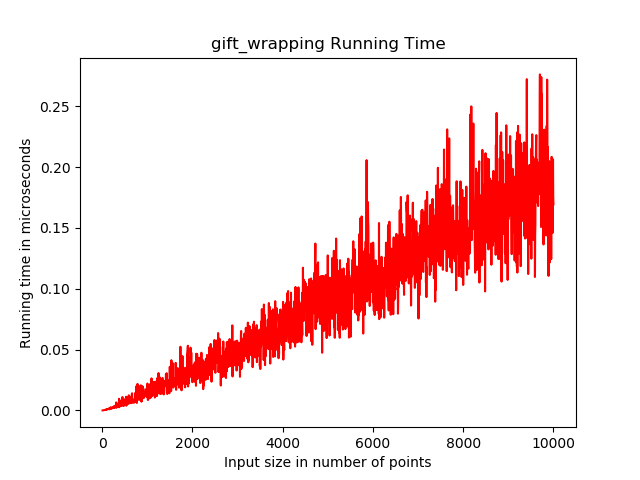 gift_wrapping Running Time
Running time in microseconds
0.25
0.20
0.15
0.10
0.05
0.00
0 2000 4000 6000 8000 10000
Input size in number of points